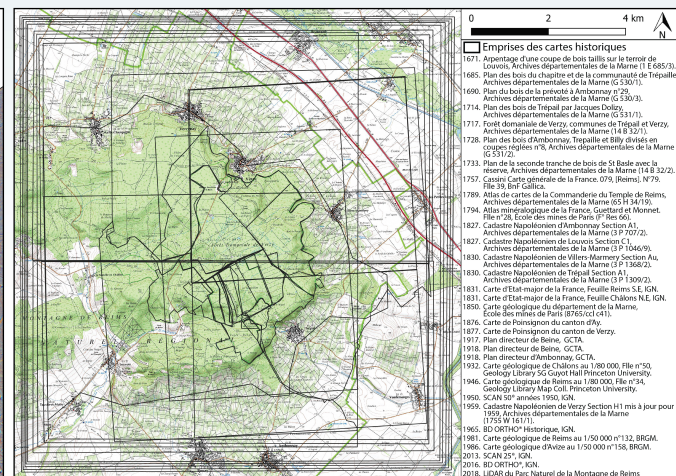 0 2 4 km
N
Emprises des cartes historiques
1671. Arpentage d'une coupe de bois taillis sur le terroir de
Louvois, Archives départementales de la Marne (1 E 685/3).
1685. Plan des bois du chapitre et de la communauté de Trépaille
Archives départementales de la Marne (G 530/1).
1690. Plan du bois de la prévoté à Ambonnay n°29,
Archives départementales de la Marne (G 530/3).
1714. Plan des bois de Trépail par Jacques Dolizy,
Archives départementales de la Marne (G 531/1).
1717. Forêt domaniale de Verzy, communes de Trépail et Verzy,
Archives départementales de la Marne (14 B 32/1).
1728. Plan des bois d'Ambonnay, Trepaille et Billy divisés en
coupes réglées n°8, Archives départementales de la Marne
(G 531/2).
1733. Plan de la seconde tranche de bois de St Basle avec la
réserve, Archives départementales de la Marne (14 B 32/2).
1757. Cassini Carte générale de la France. 079, [Reims]. N°79.
Flle 39, BnF Gallica.
1789. Atlas de cartes de la Commanderie du Temple de Reims,
Archives départementales de la Marne (65 H 34/19).
1794. Atlas minéralogique de la France, Guettard et Monnet.
Flle n°28, École des mines de Paris (F° Res 66).
1827. Cadastre Napoléonien d'Ambonnay Section A1,
Archives départementales de la Marne (3 P 707/2).
1827. Cadastre Napoléonien de Louvois Section C1,
Archives départementales de la Marne (3 P 1046/9).
1830. Cadastre Napoléonien de Villers-Marmery Section Au,
Archives départementales de la Marne (3 P 1368/2).
1830. Cadastre Napoléonien de Trépail Section A1,
Archives départementales de la Marne (3 P 1309/2).
1831. Carte d'Etat-major de la France, Feuille Reims S.E, IGN.
1831. Carte d'Etat-major de la France, Feuille Châlons N.E, IGN.
1850. Carte géologique du département de la Marne,
École des mines de Paris (8765/ccl c41).
1876. Carte de Poinsignon du canton d'Ay.
1877. Carte de Poinsignon du canton de Verzy.
1917. Plan directeur de Beine, GCTA.
1918. Plan directeur de Beine, GCTA.
1918. Plan directeur d'Ambonnay, GCTA.
1932. Carte géologique de Châlons au 1/80 000, Flle n°50,
Geology Library SG Guyot Hall Princeton University.
1946. Carte géologique de Reims au 1/80 000, Flle n°34,
Geology Library Map Coll. Princeton University.
1950. SCAN 50® années 1950, IGN.
1959. Cadastre Napoléonien de Verzy Section H1 mis à jour pour
1959, Archives départementales de la Marne
(1755 W 161/1).
1965. BD ORTHO® Historique, IGN.
1981. Carte géologique de Reims au 1/50 000 n°132, BRGM.
1986. Carte géologique d'Avize au 1/50 000 n°158, BRGM.
2013. SCAN 25®, IGN.
2016. BD ORTHO®, IGN.
2018. LiDAR du Parc Naturel de la Montagne de Reims